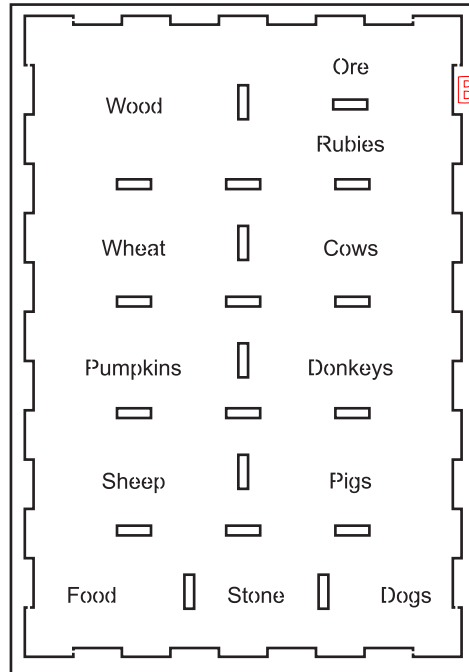 Ore
Wood
Rubies
Wheat Cows
Pumpkins Donkeys
Sheep Pigs
Food Stone Dogs